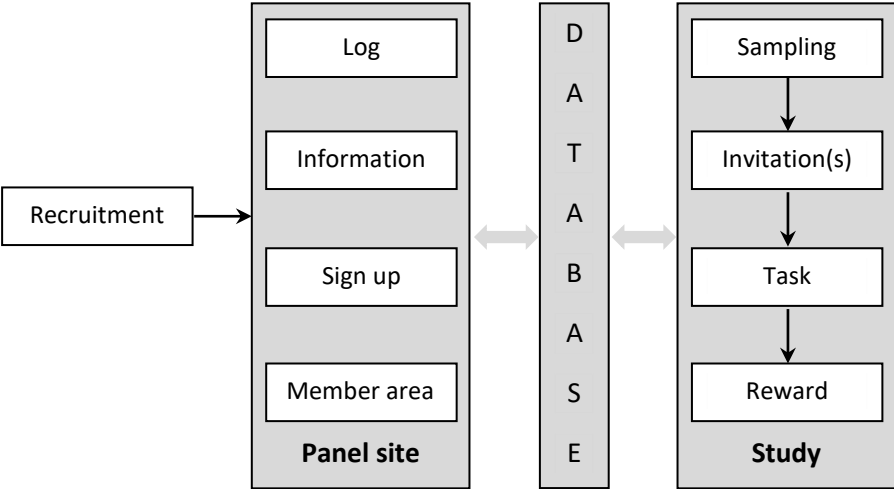 Recruitment
Log
Information
Sign up
Member area
Panel site
D
A
T
A
B
A
S
E
Sampling
Invitation(s)
Task
Reward
Study